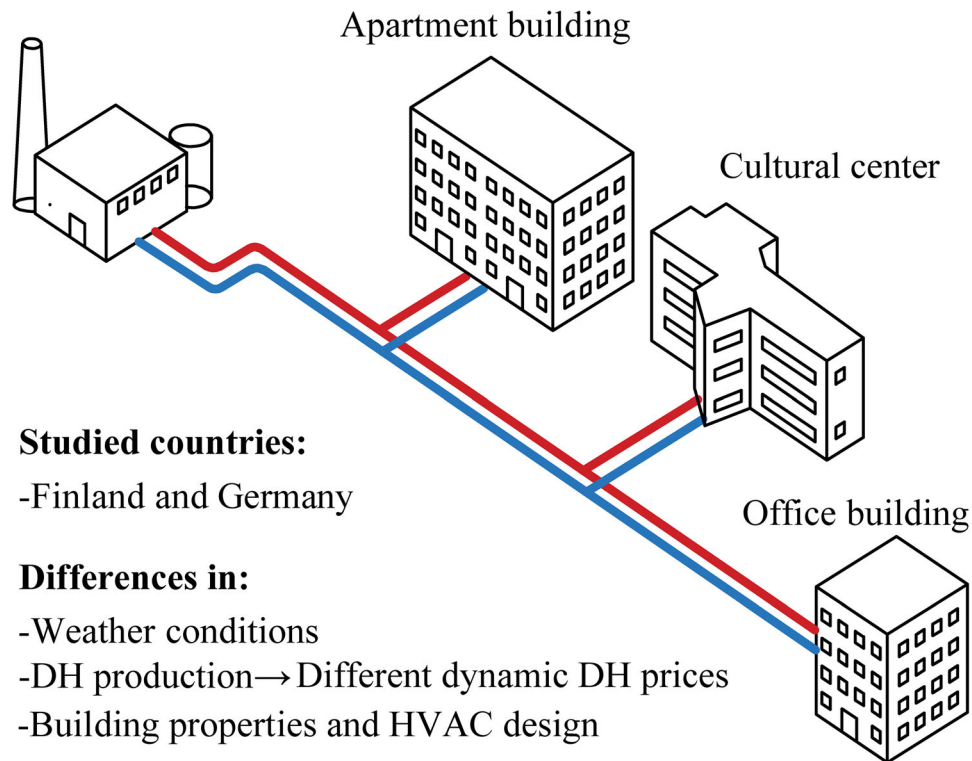 Apartment building
Cultural center
Studied countries:
-Finland and Germany
Office building
Differences in:
-Weather conditions
-DH production→Different dynamic DH prices
-Building properties and HVAC design